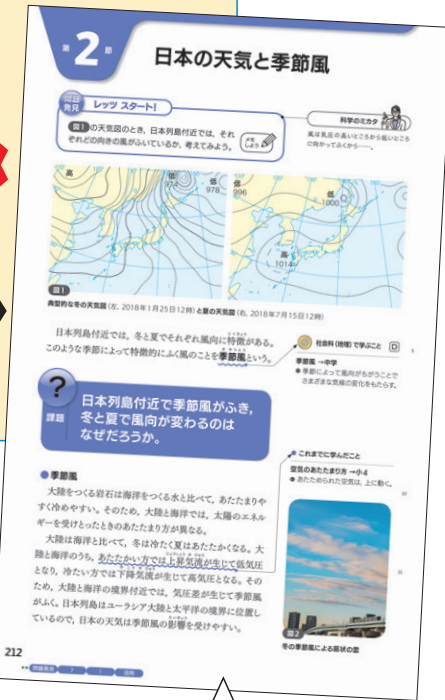 第2節
日本の天気と季節風
問題発見
レッツ スタート!
図1の天気図のとき，日本列島付近では，それ
ぞれどの向きの風がふいているか，考えてみよう。
メモしよう
科学のミカタ
風は気圧の高いところから低いところ
に向かってふくから……。
高
低
974
低
978
低
996
低
1000
高
1014
図1
典型的な冬の天気図(左，2018年1月25日12時)と夏の天気図(右，2018年7月15日12時)
日本列島付近では，冬と夏でそれぞれ風向に特徴がある。
このような季節によって特徴的にふく風のことを季節風という。
社会科(地理)で学ぶこと D
季節風 →中学
●季節によって風向がちがうことで
さまざまな気候の変化をもたらす。
?
課題
日本列島付近で季節風がふき，
冬と夏で風向が変わるのは
なぜだろうか。
●季節風
大陸をつくる岩石は海洋をつくる水と比べて，あたたまりや
すく冷めやすい。そのため，大陸と海洋では，太陽のエネル
ギーを受けとったときのあたたまり方が異なる。
大陸は海洋と比べて，冬は冷たく夏はあたたかくなる。大
陸と海洋のうち，あたたかい方では上昇気流が生じて低気圧
となり，冷たい方では下降気流が生じて高気圧となる。その
ため，大陸と海洋の境界付近では，気圧差が生じて季節風
がふく。日本列島はユーラシア大陸と太平洋の境界に位置し
ているので，日本の天気は季節風の影響を受けやすい。
これまでに学んだこと
空気のあたたまり方 →小4
●あたためられた空気は，上に動く。
図2
冬の季節風による筋状の雲
212
問題発見